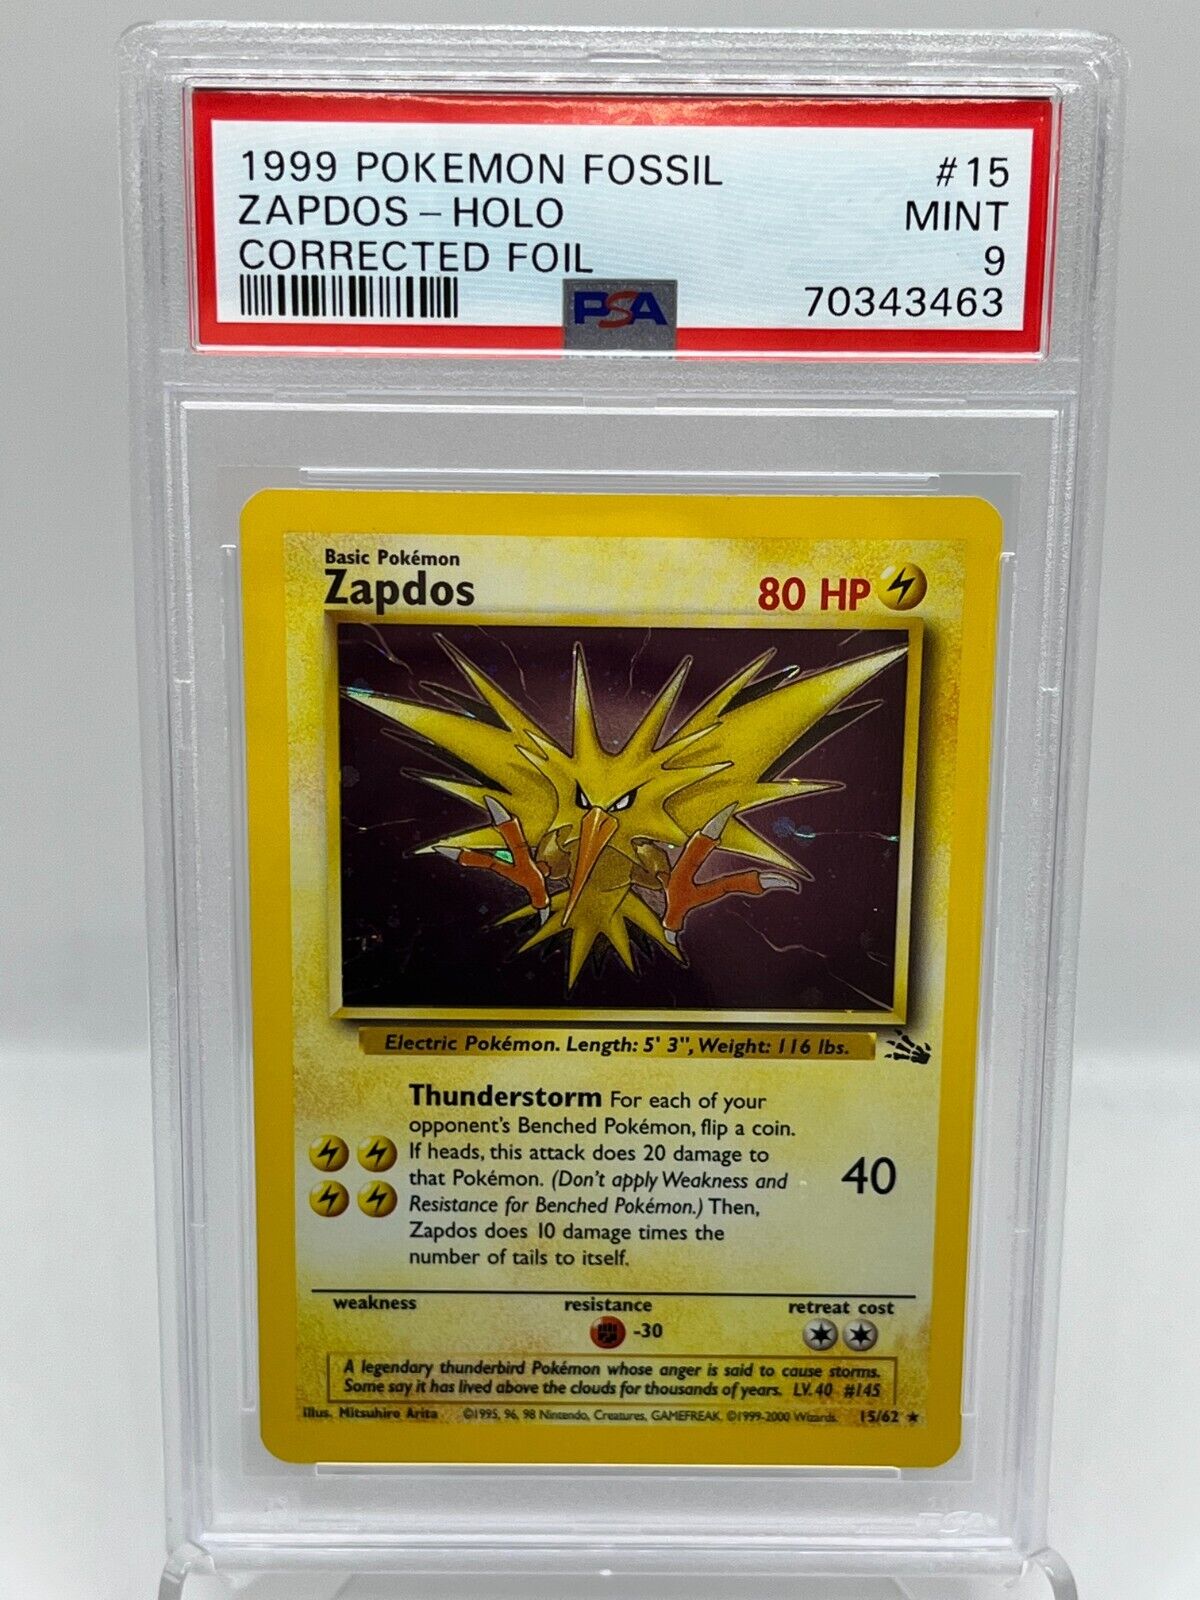 1999 POKEMON FOSSIL #15
ZAPDOS – HOLO MINT
CORRECTED FOIL 9
PSA 70343463
Basic Pokémon
Zapdos 80 HP
Electric Pokémon. Length: 5' 3", Weight: 116 lbs.
Thunderstorm For each of your
opponent's Benched Pokémon, flip a coin.
If heads, this attack does 20 damage to
that Pokémon. (Don't apply Weakness and
Resistance for Benched Pokémon.) Then,
Zapdos does 10 damage times the
number of tails to itself.
40
weakness resistance retreat cost
-30
A legendary thunderbird Pokémon whose anger is said to cause storms.
Some say it has lived above the clouds for thousands of years. LV. 40 #145
Illus. Mitsuhiro Arita ©1995, 96, 98 Nintendo, Creatures, GAMEFREAK. ©1999-2000 Wizards. 15/62 ★
PSA